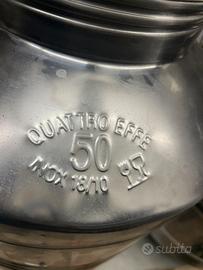 QUATTRO EFFE
50
INOX 18/10
subito